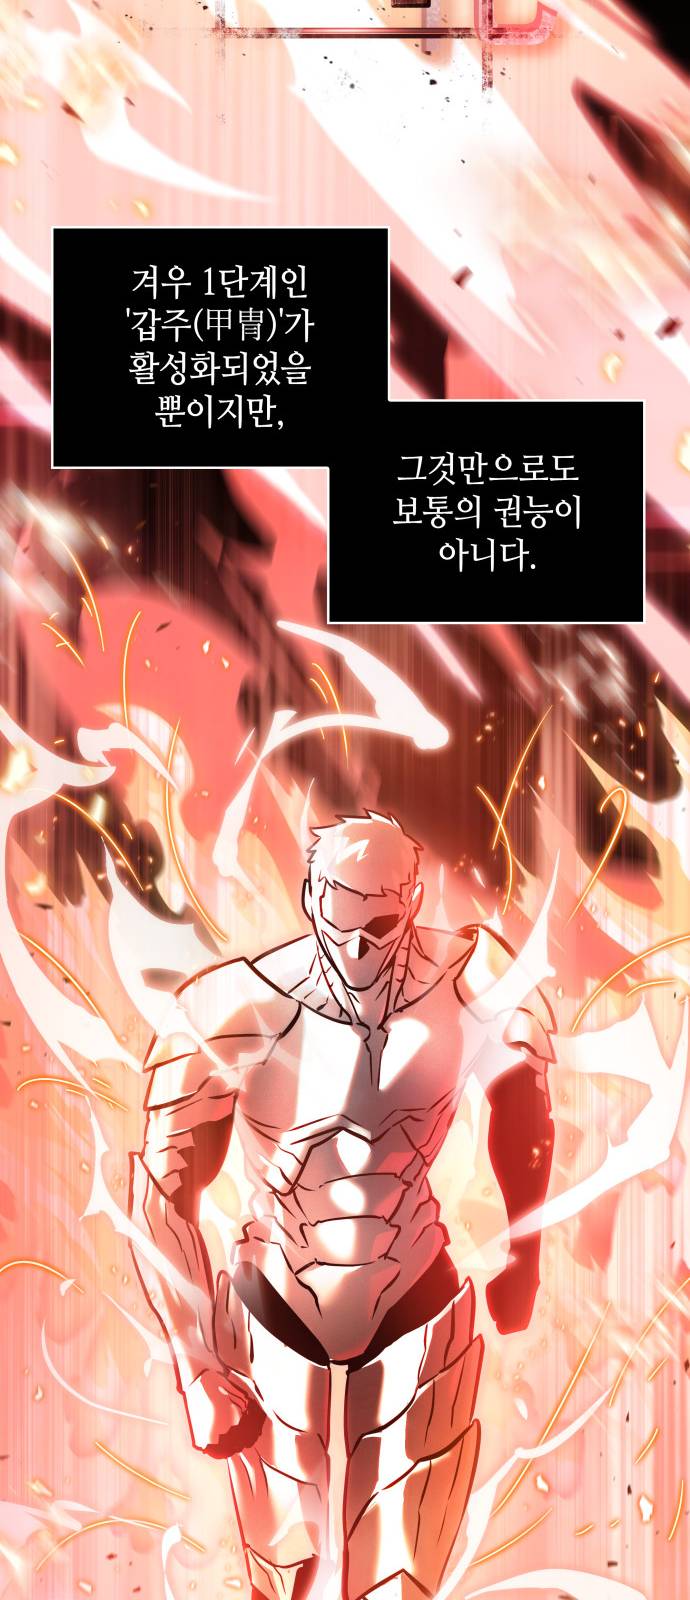 겨우 1단계인
'갑주(甲冑)'가
활성화되었을
뿐이지만,
그것만으로도
보통의 권능이
아니다.